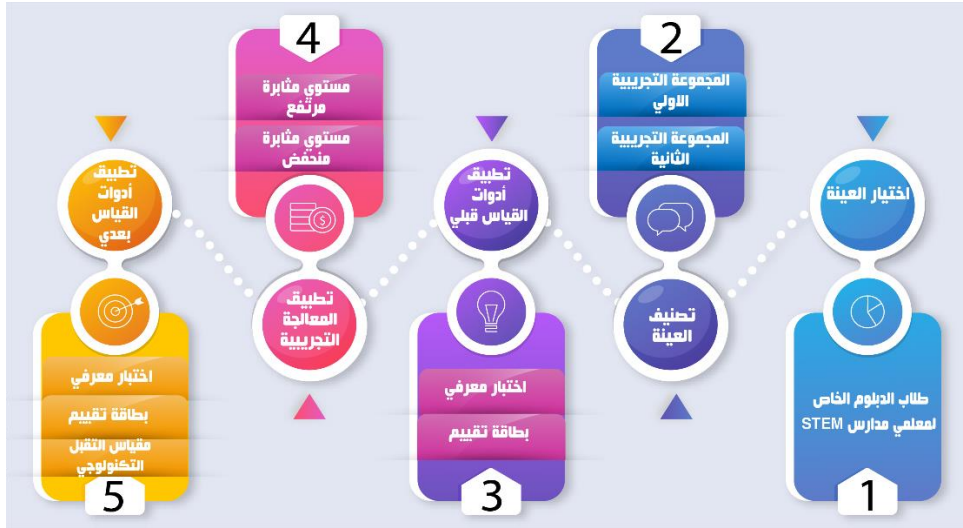 اختيار العينة
طلاب الدبلوم الخاص
لمعلمي مدارس STEM
1
2
المجموعة التجريبية
الاولي
المجموعة التجريبية
الثانية
تصنيف
العينة
تطبيق
أدوات
القياس قبلي
اختبار معرفي
بطاقة تقييم
3
4
مستوي مثابرة
مرتفع
مستوي مثابرة
منخفض
$
تطبيق
المعالجة
التجريبية
تطبيق
أدوات
القياس
بعدي
اختبار معرفي
بطاقة تقييم
مقياس التقبل
التكنولوجي
5